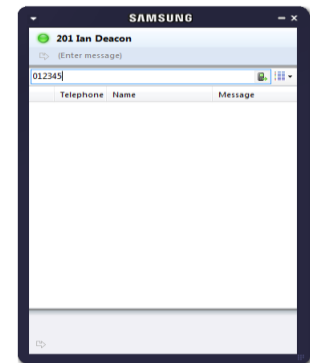 SAMSUNG
201 Ian Deacon
(Enter message)
012345
Telephone Name Message